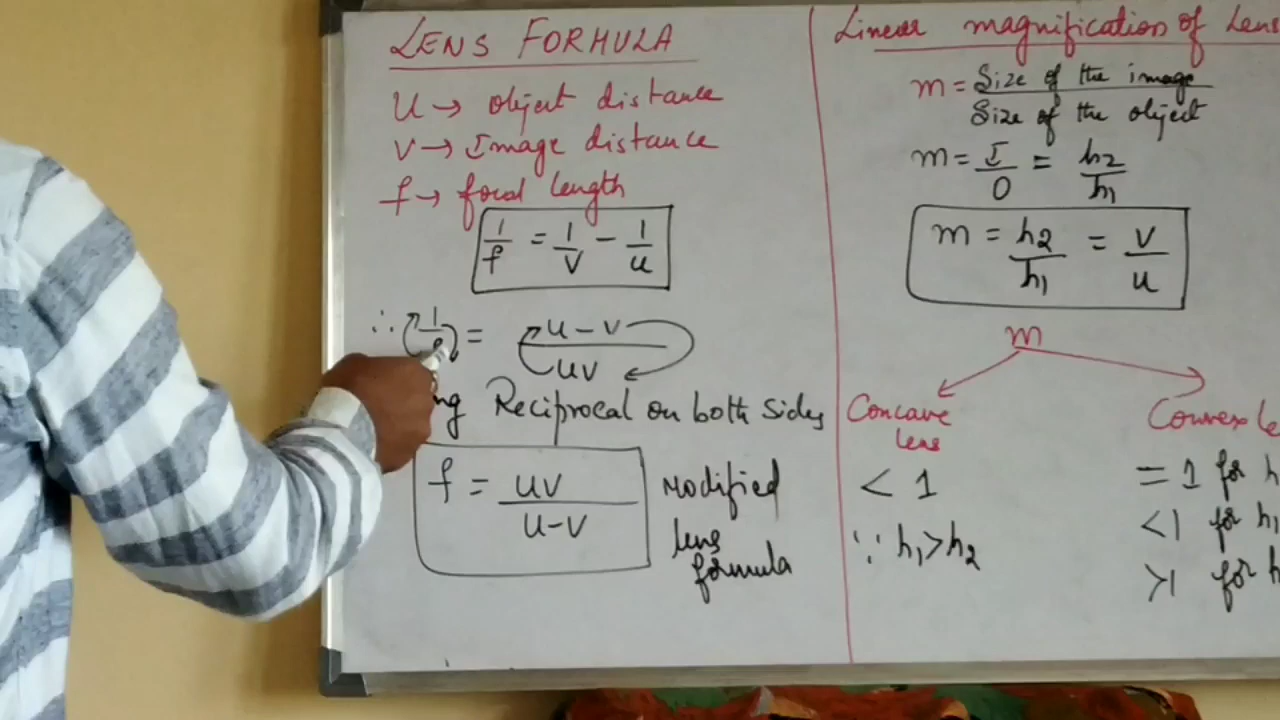 LENS FORMULA
u → object distance
v → Image distance
f → focal length
1/f = 1/v - 1/u
∴ 1/f = u-v/uv
Reciprocal on both sides
f = uv/u-v
modified
lens
formula
Linear magnification of Lens
m = Size of the image/Size of the object
m = I/O = h2/h1
m = h2/h1 = v/u
m
Concave
lens
< 1
∵ h1>h2
Convex le
= 1 for h
<1 for h1
>1 for h